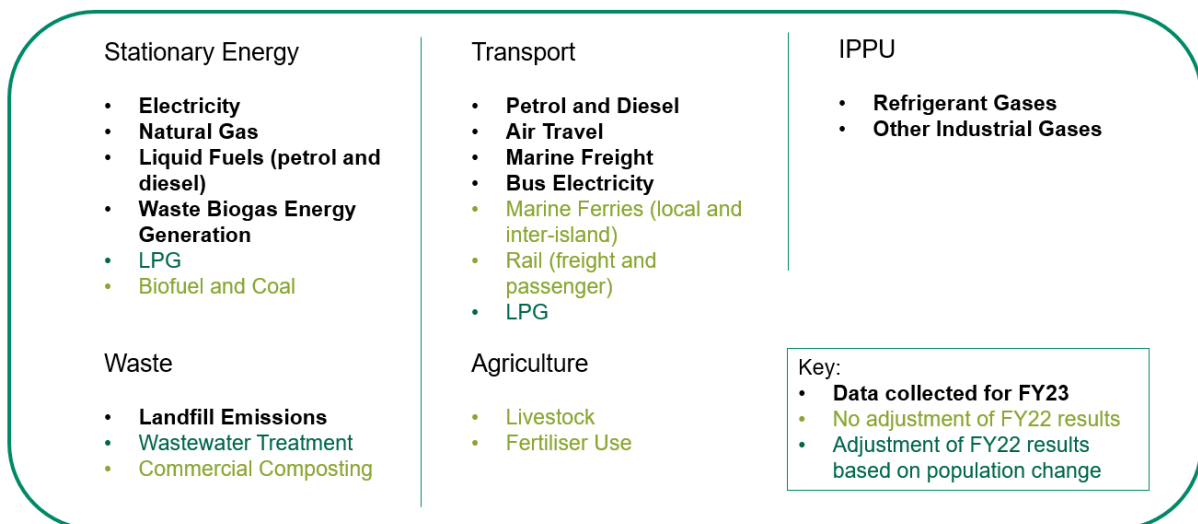 Stationary Energy
• Electricity
• Natural Gas
• Liquid Fuels (petrol and
diesel)
• Waste Biogas Energy
Generation
• LPG
• Biofuel and Coal
Transport
• Petrol and Diesel
• Air Travel
• Marine Freight
• Bus Electricity
• Marine Ferries (local and
inter-island)
• Rail (freight and
passenger)
• LPG
IPPU
• Refrigerant Gases
• Other Industrial Gases
Waste
• Landfill Emissions
• Wastewater Treatment
• Commercial Composting
Agriculture
• Livestock
• Fertiliser Use
Key:
• Data collected for FY23
• No adjustment of FY22 results
• Adjustment of FY22 results
based on population change